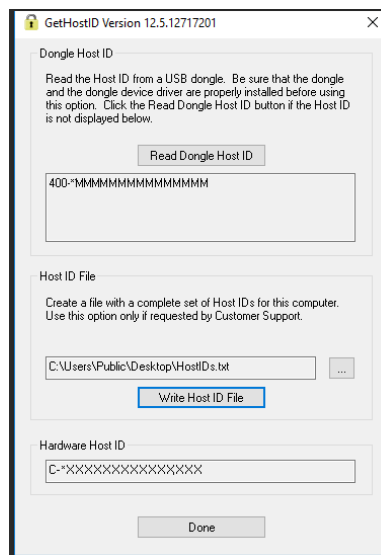 GetHostID Version 12.5.12717201
Dongle Host ID
Read the Host ID from a USB dongle. Be sure that the dongle
and the dongle device driver are properly installed before using
this option. Click the Read Dongle Host ID button if the Host ID
is not displayed below.
Read Dongle Host ID
400-*MMMMMMMMMMMMMMM
Host ID File
Create a file with a complete set of Host IDs for this computer.
Use this option only if requested by Customer Support.
C:\Users\Public\Desktop\HostIDs.txt
...
Write Host ID File
Hardware Host ID
C-*XXXXXXXXXXXXXXX
Done